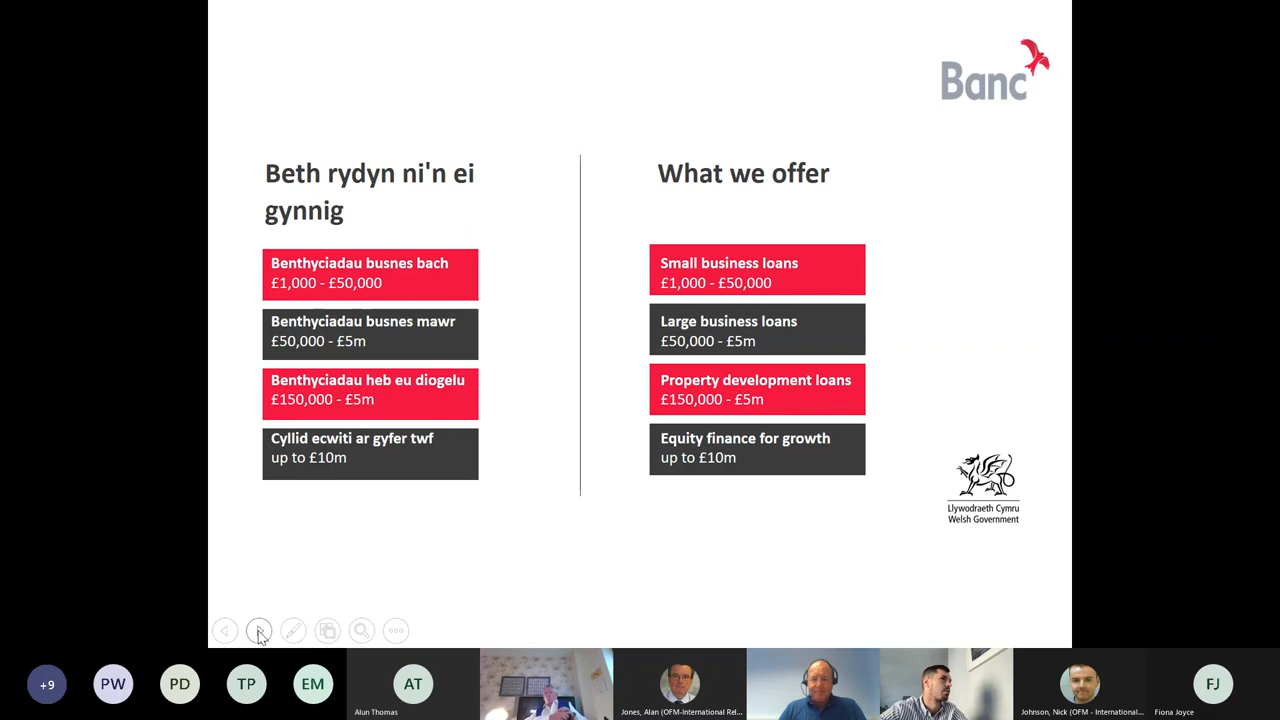 Banc
Beth rydyn ni'n ei
gynnig
Benthyciadau busnes bach
£1,000 - £50,000
Benthyciadau busnes mawr
£50,000 - £5m
Benthyciadau heb eu diogelu
£150,000 - £5m
Cyllid ecwiti ar gyfer twf
up to £10m
What we offer
Small business loans
£1,000 - £50,000
Large business loans
£50,000 - £5m
Property development loans
£150,000 - £5m
Equity finance for growth
up to £10m
Llywodraeth Cymru
Welsh Government
+9
PW
PD
TP
EM
AT
Alun Thomas
Jones, Alan (OFM-International Rel...
Johnson, Nick (OFM - International...
FJ
Fiona Joyce